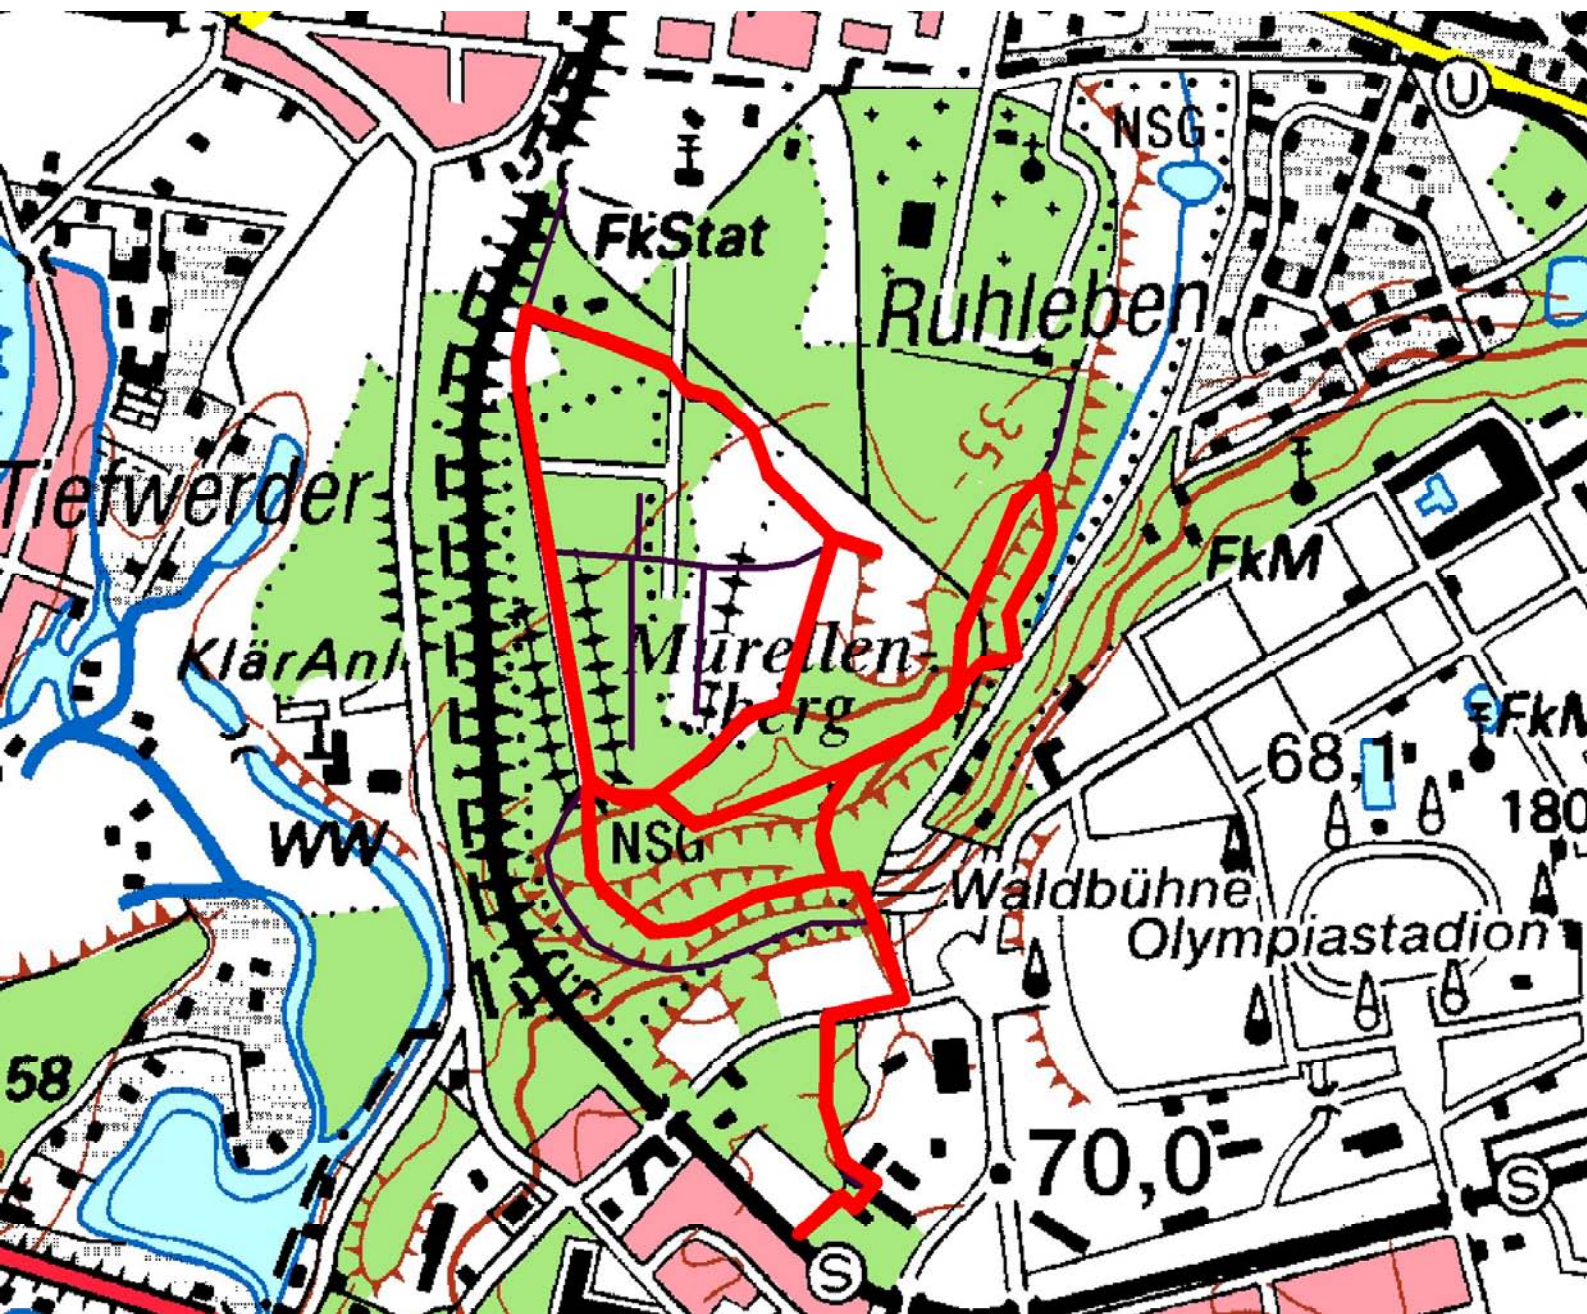 U
NSG
FkStat
Ruhleben
35
Tiefwerder
FkM
KlärAnl
Murellen-
berg
FkM
68,1
180
WW
NSG
Waldbühne
Olympiastadion
58
70,0
S
S